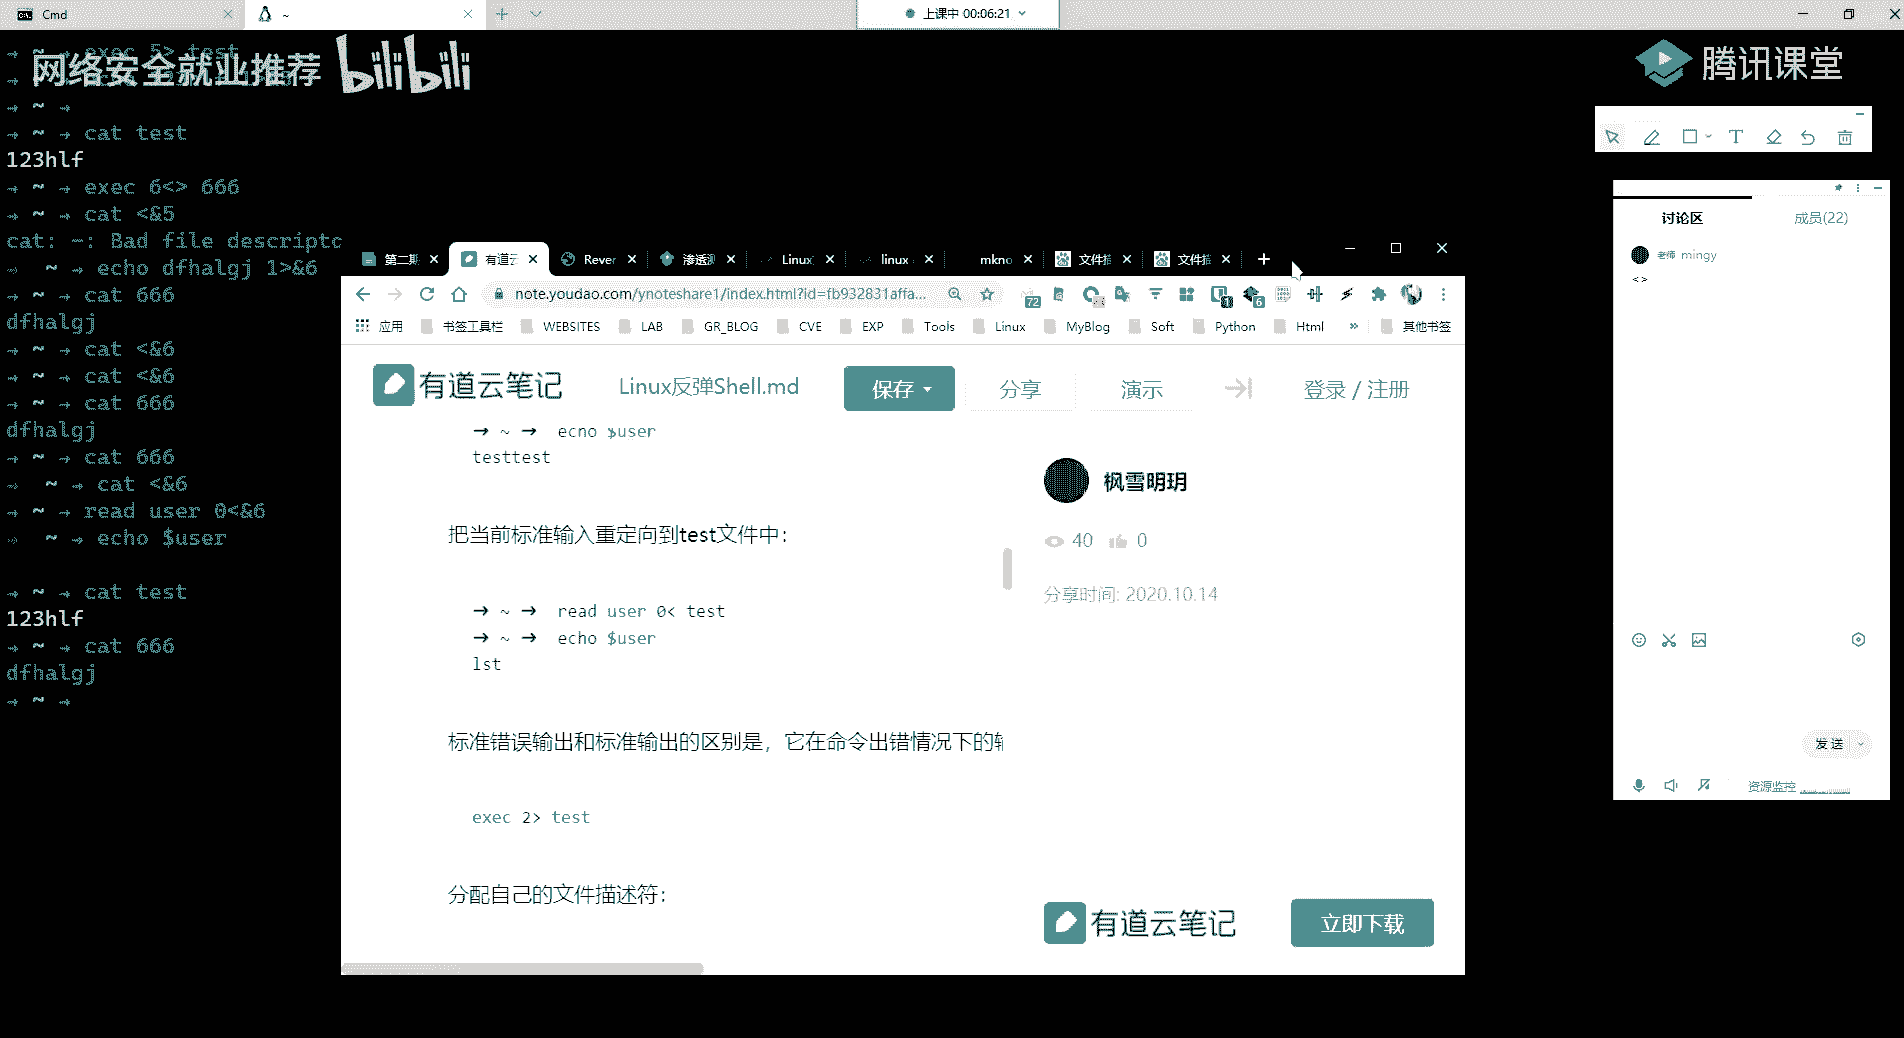 Cmd
~
上课中 00:06:21
→ ~ → exec 5> test
网络安全就业推荐 bilibili
腾讯课堂
→ ~ →
→ ~ → cat test
123hlf
→ ~ → exec 6<> 666
→ ~ → cat <&5
cat: -: Bad file descriptc
→ ~ → echo dfhalgj 1>&6
→ ~ → cat 666
dfhalgj
→ ~ → cat <&6
→ ~ → cat <&6
→ ~ → cat 666
dfhalgj
→ ~ → cat 666
→ ~ → cat <&6
→ ~ → read user 0<&6
→ ~ → echo $user
→ ~ → cat test
123hlf
→ ~ → cat 666
dfhalgj
→ ~ →
第二期
有道云
Rever
渗透测
Linux
linux
mkno
文件描
文件描
note.youdao.com/ynoteshare1/index.html?id=fb932831affa...
72
1
6
应用 书签工具栏 WEBSITES LAB GR_BLOG CVE EXP Tools Linux MyBlog Soft Python Html » 其他书签
有道云笔记
Linux反弹Shell.md
保存
分享
演示
登录 / 注册
→ ~ → echo $user
testtest
把当前标准输入重定向到test文件中：
→ ~ → read user 0< test
→ ~ → echo $user
lst
标准错误输出和标准输出的区别是，它在命令出错情况下的输
exec 2> test
分配自己的文件描述符：
枫雪明玥
40 0
分享时间: 2020.10.14
有道云笔记
立即下载
T
讨论区
成员(22)
老师 mingy
<>
发送
资源监控